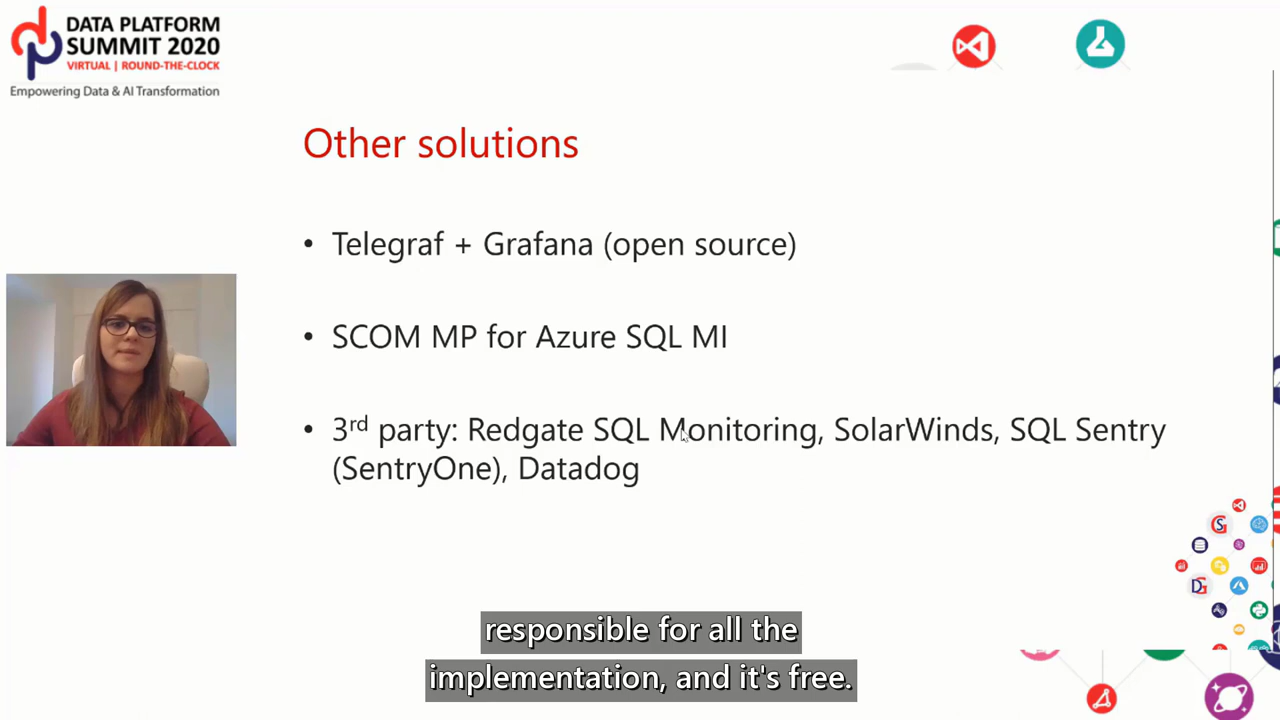 DATA PLATFORM
SUMMIT 2020
VIRTUAL | ROUND-THE-CLOCK
Empowering Data & AI Transformation
Other solutions
• Telegraf + Grafana (open source)
• SCOM MP for Azure SQL MI
• 3rd party: Redgate SQL Monitoring, SolarWinds, SQL Sentry
(SentryOne), Datadog
responsible for all the
implementation, and it's free.